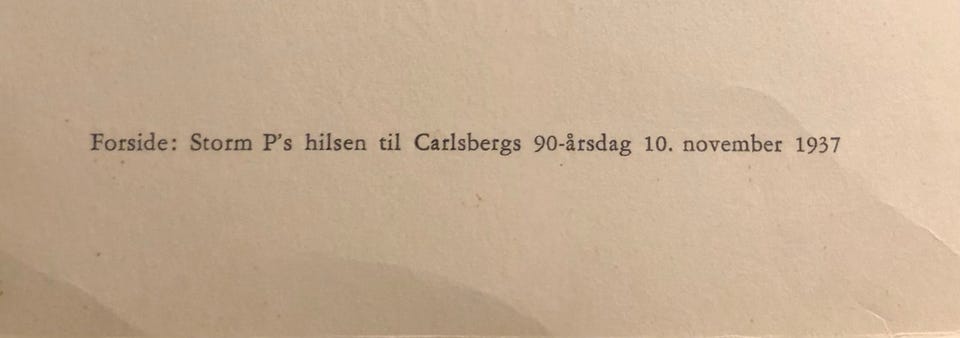 Forside: Storm P's hilsen til Carlsbergs 90-årsdag 10. november 1937